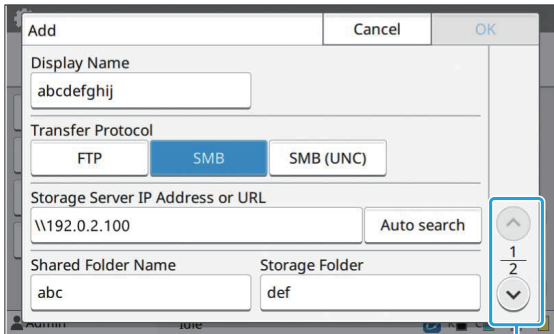 Add Cancel OK
Display Name
abcdefghij
Transfer Protocol
FTP SMB SMB (UNC)
Storage Server IP Address or URL
\\192.0.2.100 Auto search
1
2
Shared Folder Name Storage Folder
abc def
Admin Idle